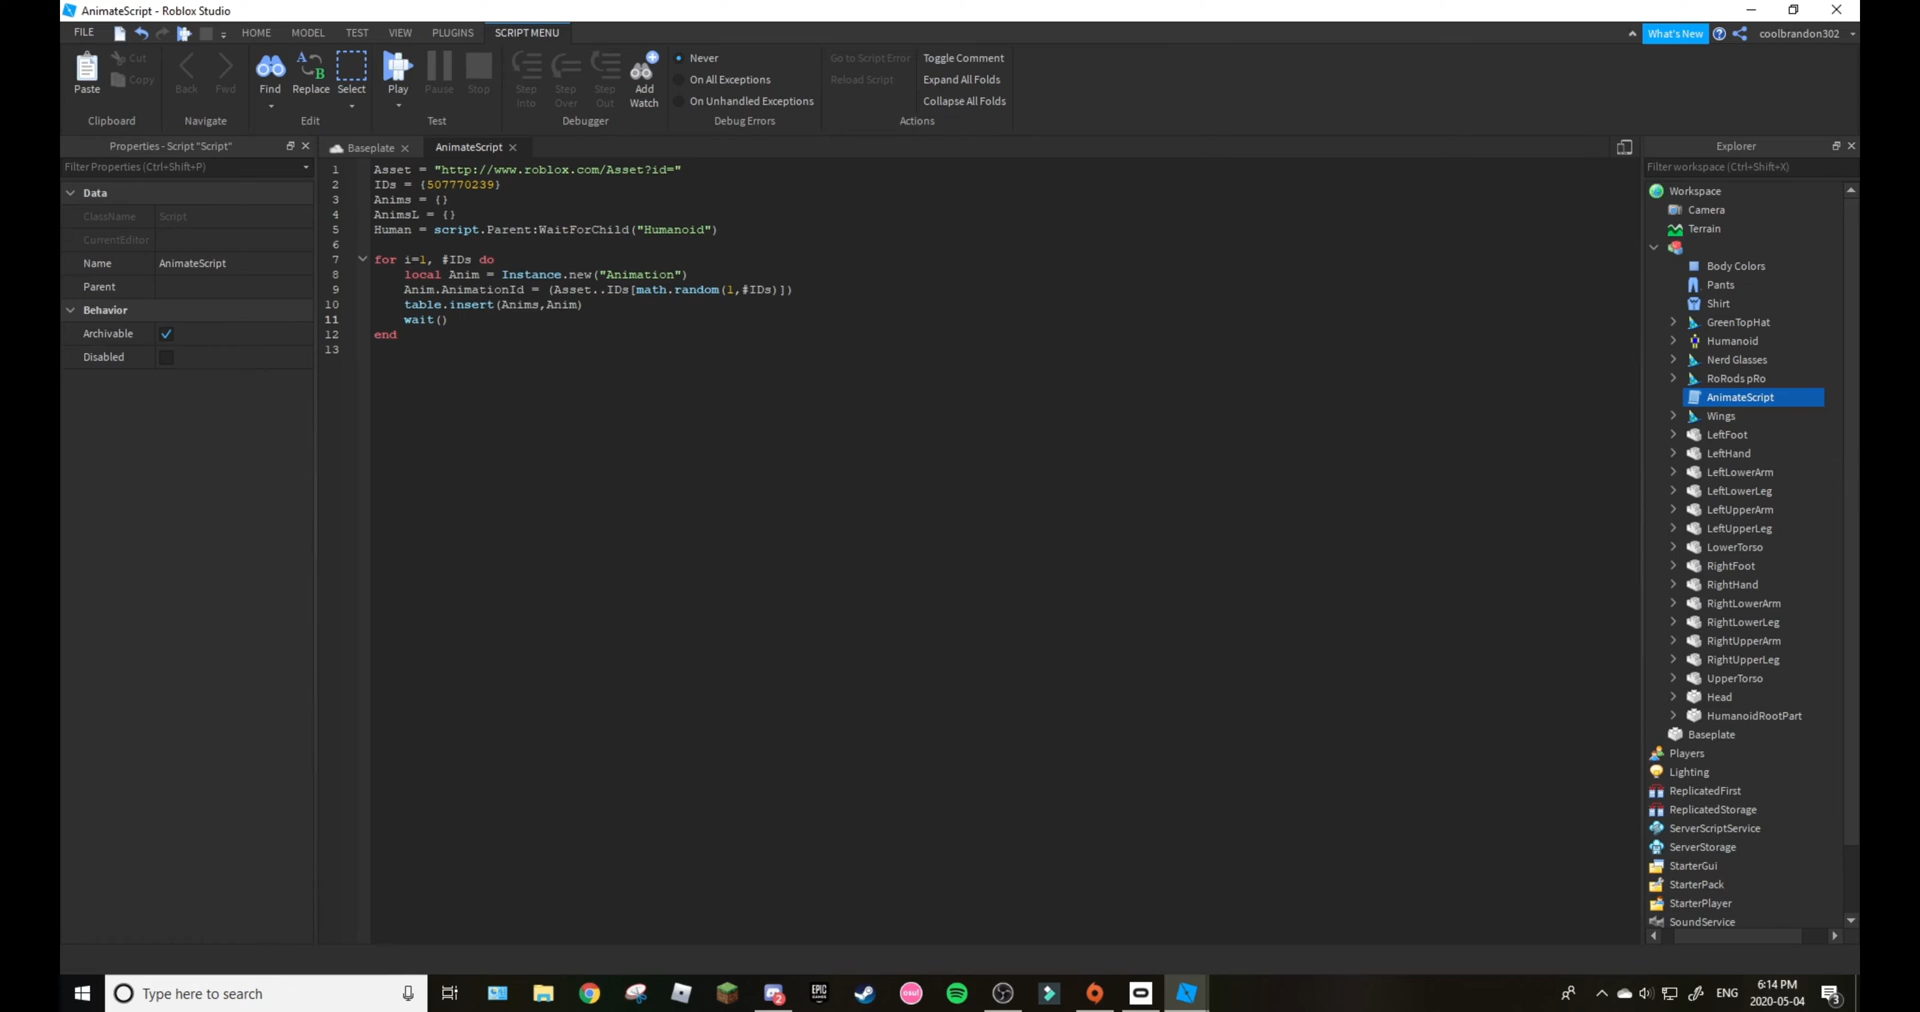 AnimateScript - Roblox Studio
FILE HOME MODEL TEST VIEW PLUGINS SCRIPT MENU What's New coolbrandon302
Paste Cut Copy Back Fwd Find Replace Select Play Pause Stop Step Into Step Over Step Out Add Watch
Never
On All Exceptions
On Unhandled Exceptions
Go to Script Error
Reload Script
Toggle Comment
Expand All Folds
Collapse All Folds
Clipboard Navigate Edit Test Debugger Debug Errors Actions
Properties - Script "Script"
Filter Properties (Ctrl+Shift+P)
Data
ClassName Script
CurrentEditor
Name AnimateScript
Parent
Behavior
Archivable
Disabled
Baseplate AnimateScript
1 Asset = "http://www.roblox.com/Asset?id="
2 IDs = {507770239}
3 Anims = {}
4 AnimsL = {}
5 Human = script.Parent:WaitForChild("Humanoid")
6
7 for i=1, #IDs do
8 local Anim = Instance.new("Animation")
9 Anim.AnimationId = (Asset..IDs[math.random(1,#IDs)])
10 table.insert(Anims,Anim)
11 wait()
12 end
13
Explorer
Filter workspace (Ctrl+Shift+X)
Workspace
Camera
Terrain
Body Colors
Pants
Shirt
GreenTopHat
Humanoid
Nerd Glasses
RoRods pRo
AnimateScript
Wings
LeftFoot
LeftHand
LeftLowerArm
LeftLowerLeg
LeftUpperArm
LeftUpperLeg
LowerTorso
RightFoot
RightHand
RightLowerArm
RightLowerLeg
RightUpperArm
RightUpperLeg
UpperTorso
Head
HumanoidRootPart
Baseplate
Players
Lighting
ReplicatedFirst
ReplicatedStorage
ServerScriptService
ServerStorage
StarterGui
StarterPack
StarterPlayer
SoundService
Type here to search
EPIC GAMES
osu!
2
ENG
6:14 PM
2020-05-04
3